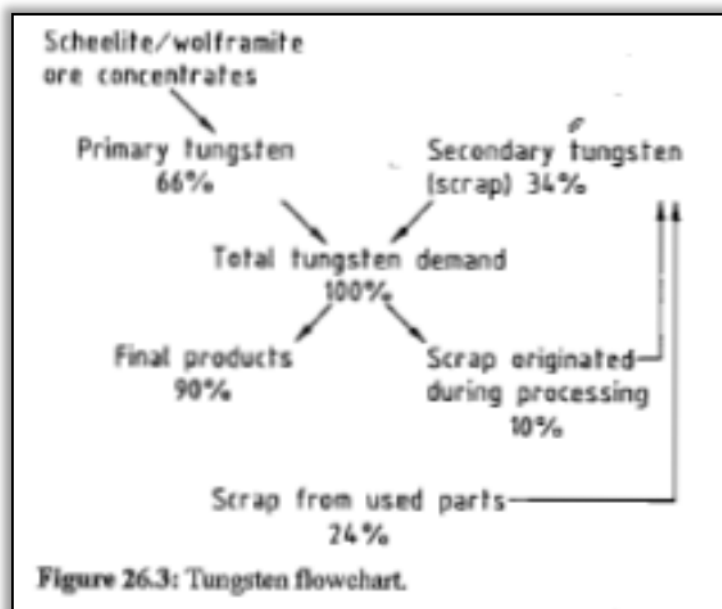 Scheelite/wolframite
ore concentrates
Primary tungsten
66%
Secondary tungsten
(scrap) 34%
Total tungsten demand
100%
Final products
90%
Scrap originated
during processing
10%
Scrap from used parts
24%
Figure 26.3: Tungsten flowchart.